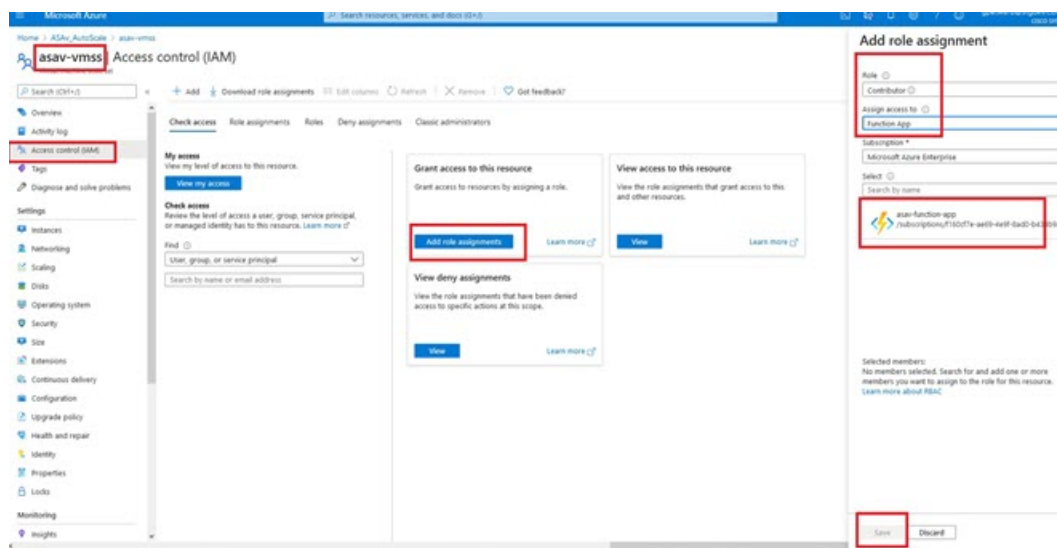 Microsoft Azure
Search resources, services, and docs (G+/)
Home > ASAv_AutoScale > asav-vmss
asav-vmss | Access control (IAM)
Search (Ctrl+/)
Overview
Activity log
Access control (IAM)
Tags
Diagnose and solve problems
Settings
Instances
Networking
Scaling
Disks
Operating system
Security
Size
Extensions
Continuous delivery
Configuration
Upgrade policy
Health and repair
Identity
Properties
Locks
Monitoring
Insights
+ Add
Download role assignments
Edit columns
Refresh
Remove
Got feedback?
Check access
Role assignments
Roles
Deny assignments
Classic administrators
My access
View my level of access to this resource.
View my access
Check access
Review the level of access a user, group, service principal,
or managed identity has to this resource. Learn more
Find
User, group, or service principal
Search by name or email address
Grant access to this resource
Grant access to resources by assigning a role.
Add role assignments
Learn more
View access to this resource
View the role assignments that grant access to this
and other resources.
View
Learn more
View deny assignments
View the role assignments that have been denied
access to specific actions at this scope.
View
Learn more
Add role assignment
Role
Contributor
Assign access to
Function App
Subscription *
Microsoft Azure Enterprise
Select
Search by name
asav-function-app
Selected members:
No members selected. Search for and add one or more
members you want to assign to the role for this resource.
Learn more about RBAC
Save
Discard